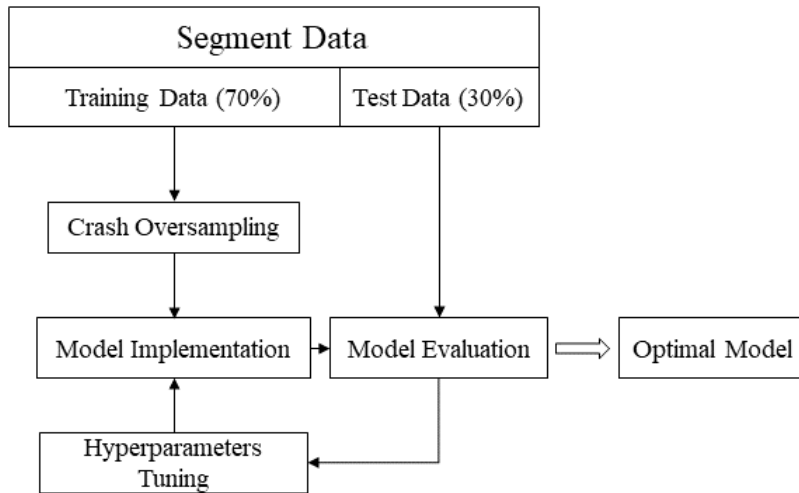 Segment Data
Training Data (70%)
Test Data (30%)
Crash Oversampling
Model Implementation
Model Evaluation
Optimal Model
Hyperparameters
Tuning